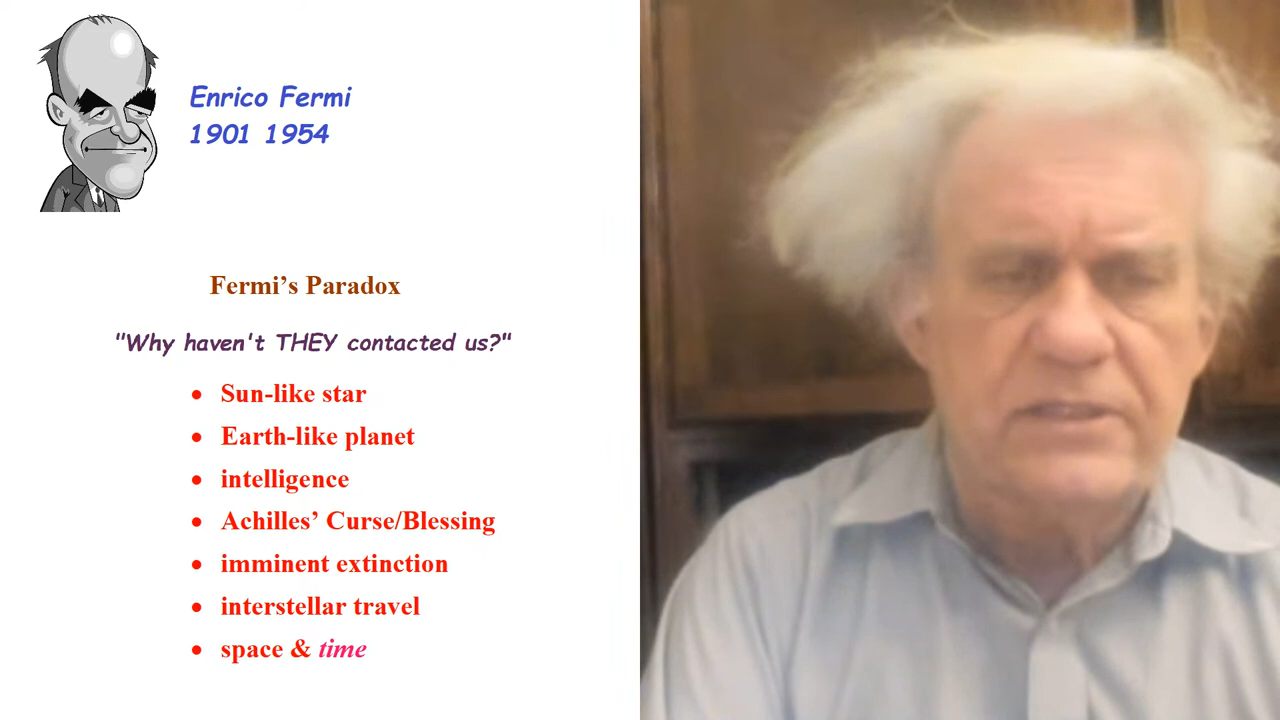 Enrico Fermi
1901 1954
Fermi’s Paradox
"Why haven't THEY contacted us?"
• Sun-like star
• Earth-like planet
• intelligence
• Achilles’ Curse/Blessing
• imminent extinction
• interstellar travel
• space & time